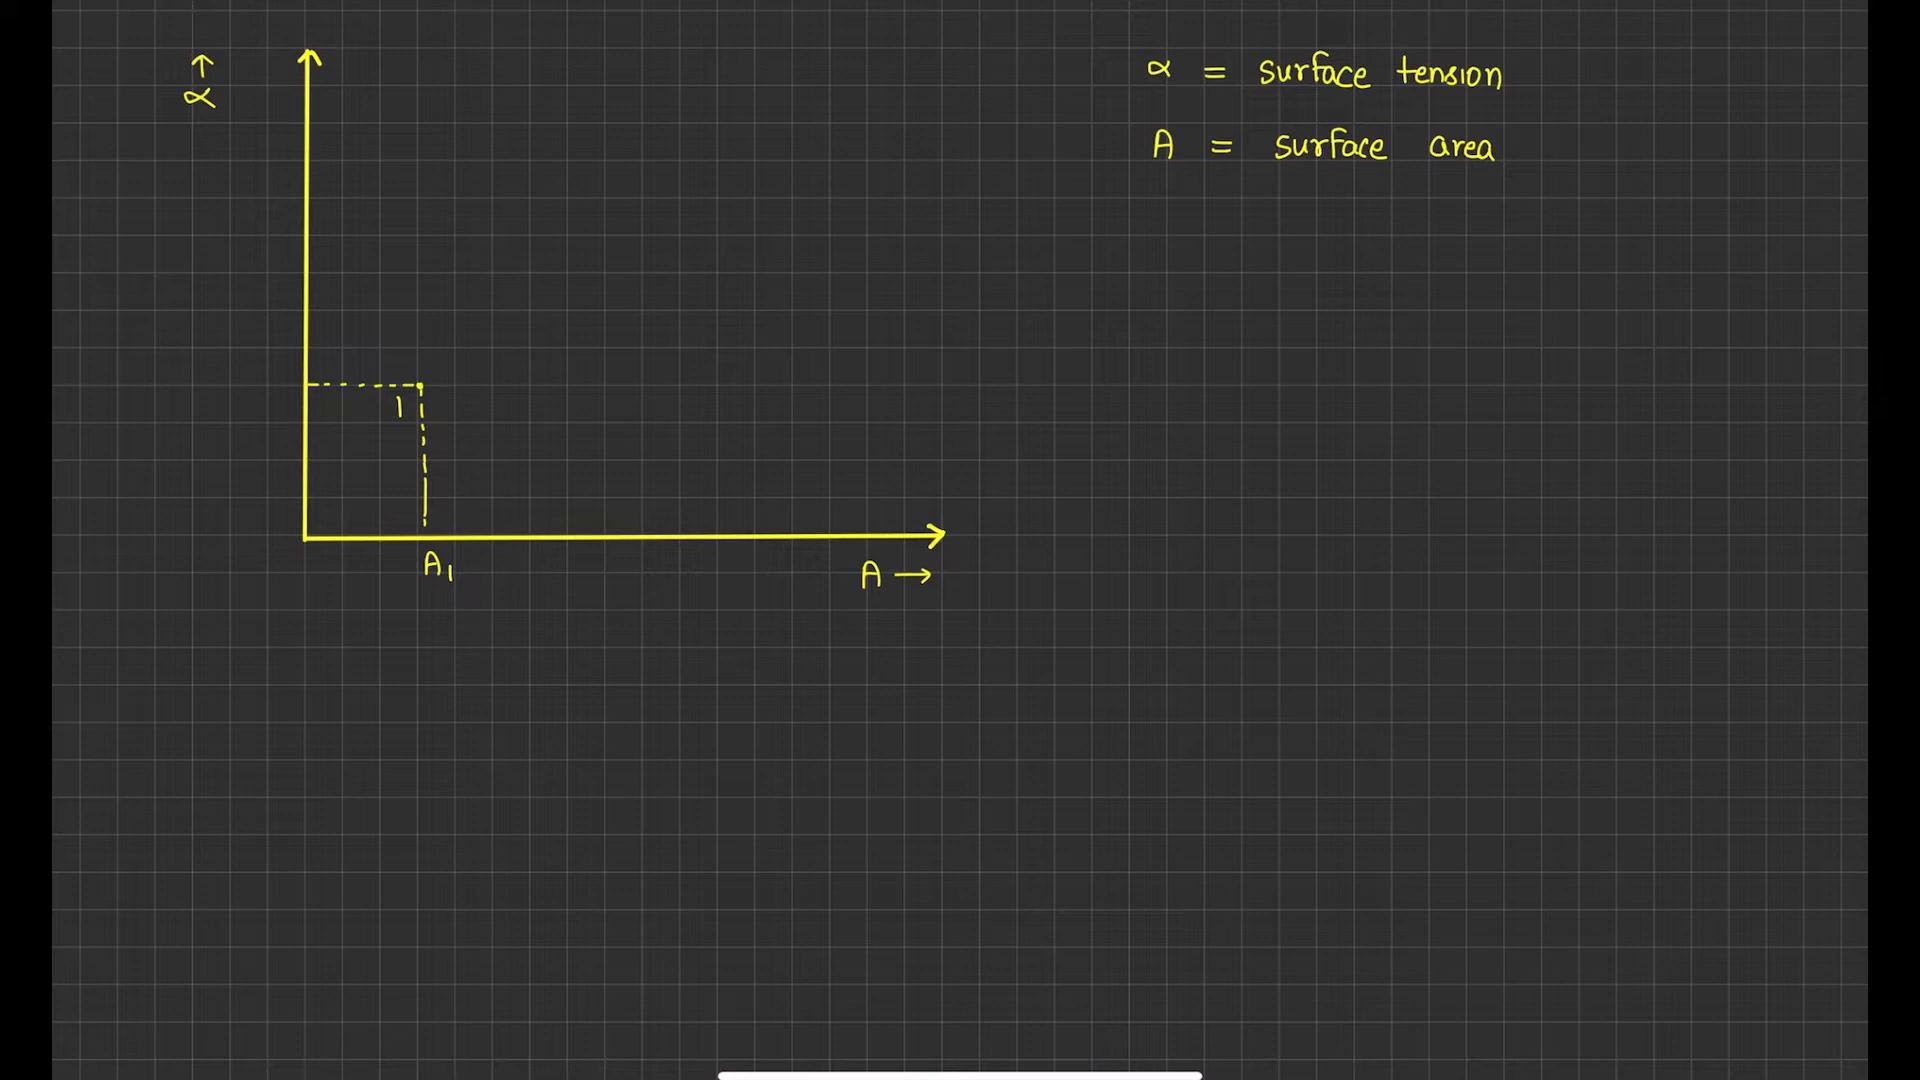 ↑
α
α = surface tension
A = surface area
1
A₁
A →